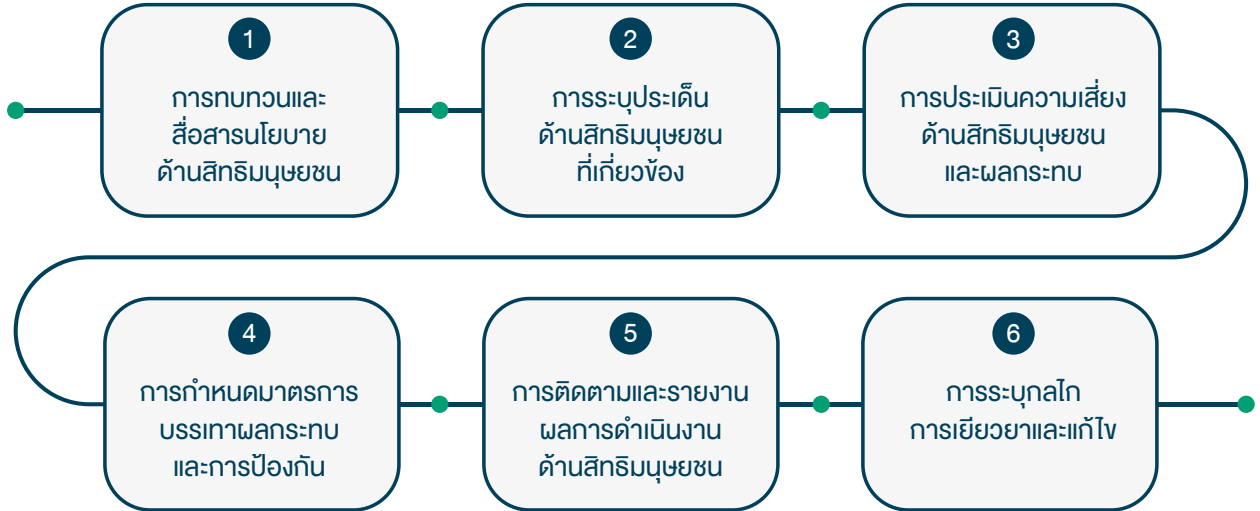 1
การทบทวนและ
สื่อสารนโยบาย
ด้านสิทธิมนุษยชน
2
การระบุประเด็น
ด้านสิทธิมนุษยชน
ที่เกี่ยวข้อง
3
การประเมินความเสี่ยง
ด้านสิทธิมนุษยชน
และผลกระทบ
4
การกำหนดมาตรการ
บรรเทาผลกระทบ
และการป้องกัน
5
การติดตามและรายงาน
ผลการดำเนินงาน
ด้านสิทธิมนุษยชน
6
การระบุกลไก
การเยียวยาและแก้ไข